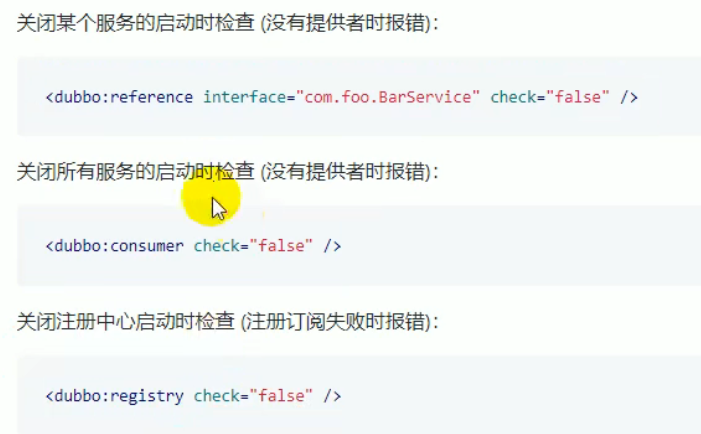 关闭某个服务的启动时检查 (没有提供者时报错)：
<dubbo:reference interface="com.foo.BarService" check="false" />
关闭所有服务的启动时检查 (没有提供者时报错)：
<dubbo:consumer check="false" />
关闭注册中心启动时检查 (注册订阅失败时报错)：
<dubbo:registry check="false" />